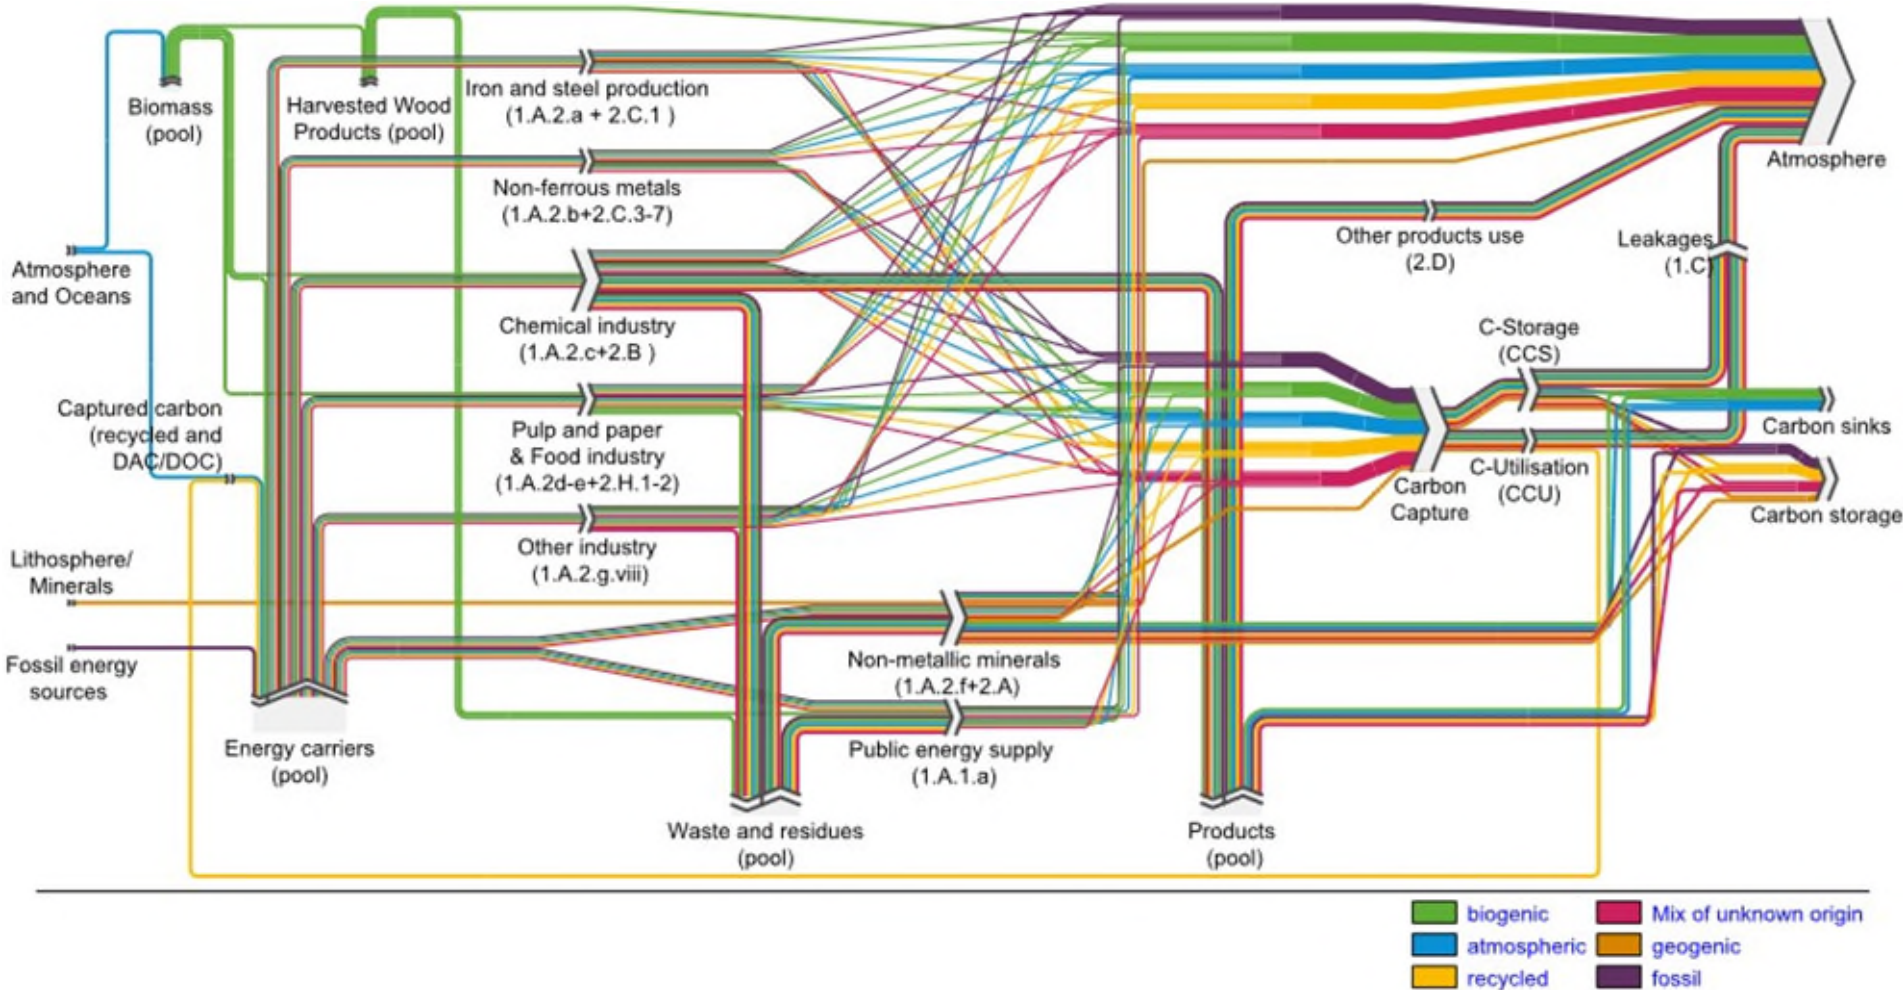 Biomass
(pool)
Harvested Wood
Products (pool)
Iron and steel production
(1.A.2.a + 2.C.1 )
Atmosphere
Non-ferrous metals
(1.A.2.b+2.C.3-7)
Other products use
(2.D)
Leakages
(1.C)
Atmosphere
and Oceans
Chemical industry
(1.A.2.c+2.B )
C-Storage
(CCS)
Captured carbon
(recycled and
DAC/DOC)
Pulp and paper
& Food industry
(1.A.2d-e+2.H.1-2)
Carbon sinks
C-Utilisation
(CCU)
Carbon
Capture
Carbon storage
Other industry
(1.A.2.g.viii)
Lithosphere/
Minerals
Fossil energy
sources
Non-metallic minerals
(1.A.2.f+2.A)
Energy carriers
(pool)
Public energy supply
(1.A.1.a)
Waste and residues
(pool)
Products
(pool)
biogenic
Mix of unknown origin
atmospheric
geogenic
recycled
fossil